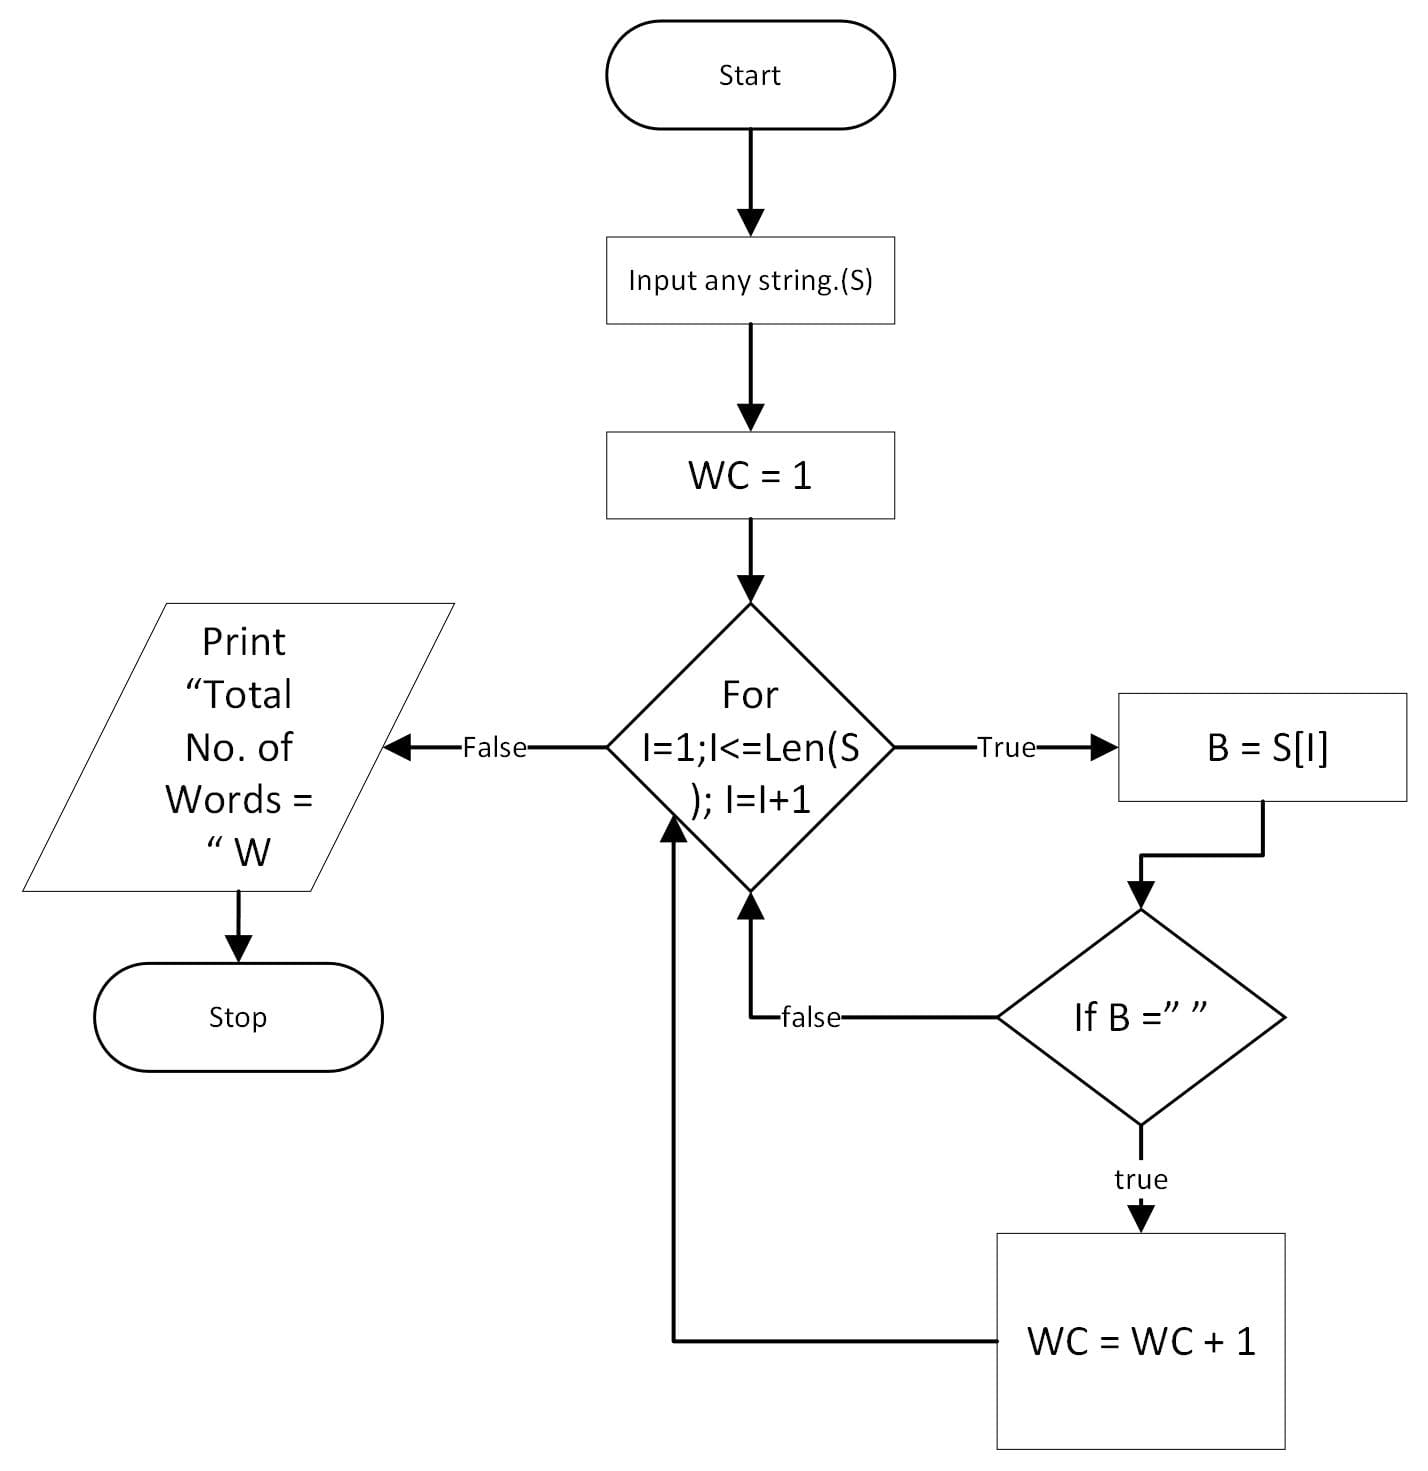 Start
Input any string.(S)
WC = 1
For
I=1;I<=Len(S
); I=I+1
True
B = S[I]
If B =” ”
false
true
WC = WC + 1
False
Print
“Total
No. of
Words =
“ W
Stop